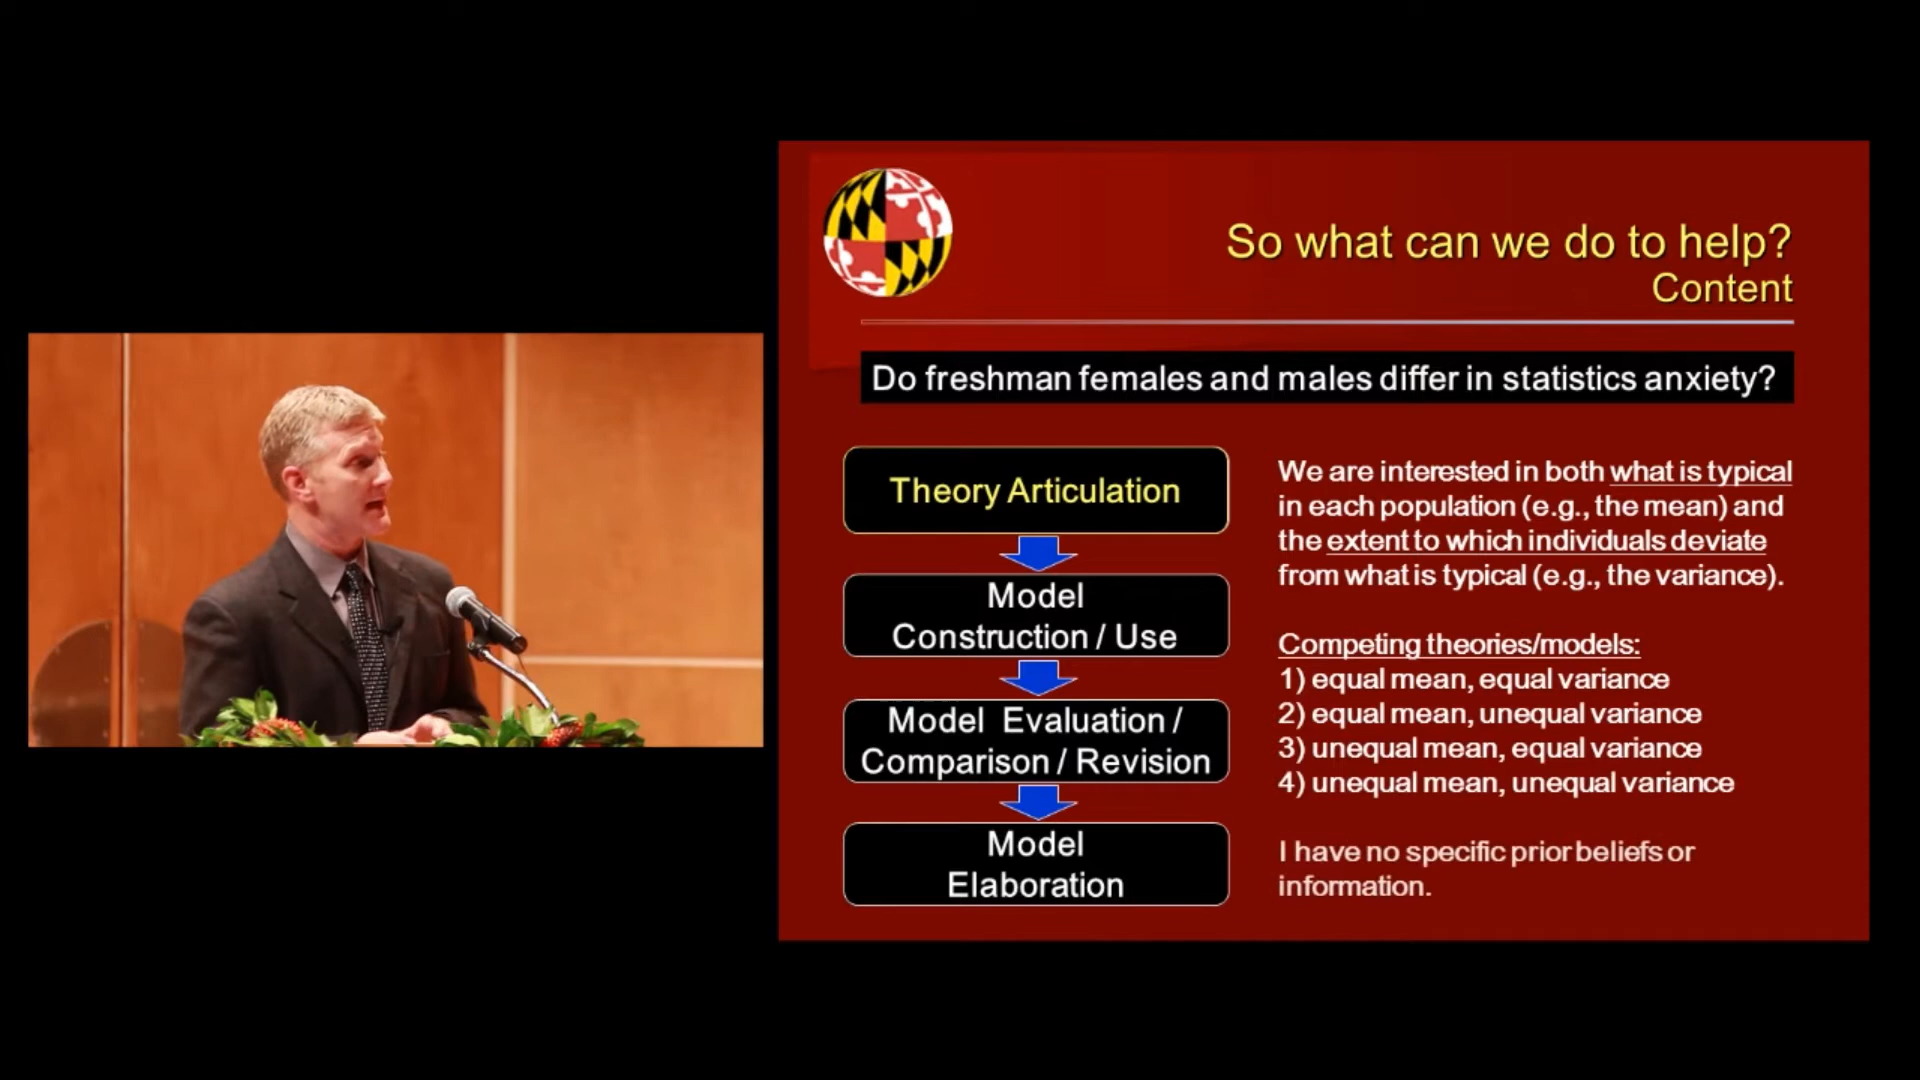 So what can we do to help?
Content
Do freshman females and males differ in statistics anxiety?
Theory Articulation
Model
Construction / Use
Model Evaluation /
Comparison / Revision
Model
Elaboration
We are interested in both what is typical
in each population (e.g., the mean) and
the extent to which individuals deviate
from what is typical (e.g., the variance).
Competing theories/models:
1) equal mean, equal variance
2) equal mean, unequal variance
3) unequal mean, equal variance
4) unequal mean, unequal variance
I have no specific prior beliefs or
information.